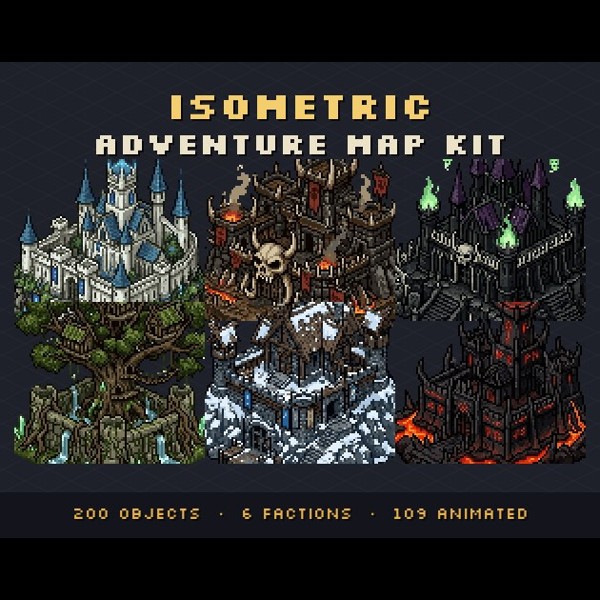 ISOMETRIC
ADVENTURE MAP KIT
200 OBJECTS · 6 FACTIONS · 109 ANIMATED